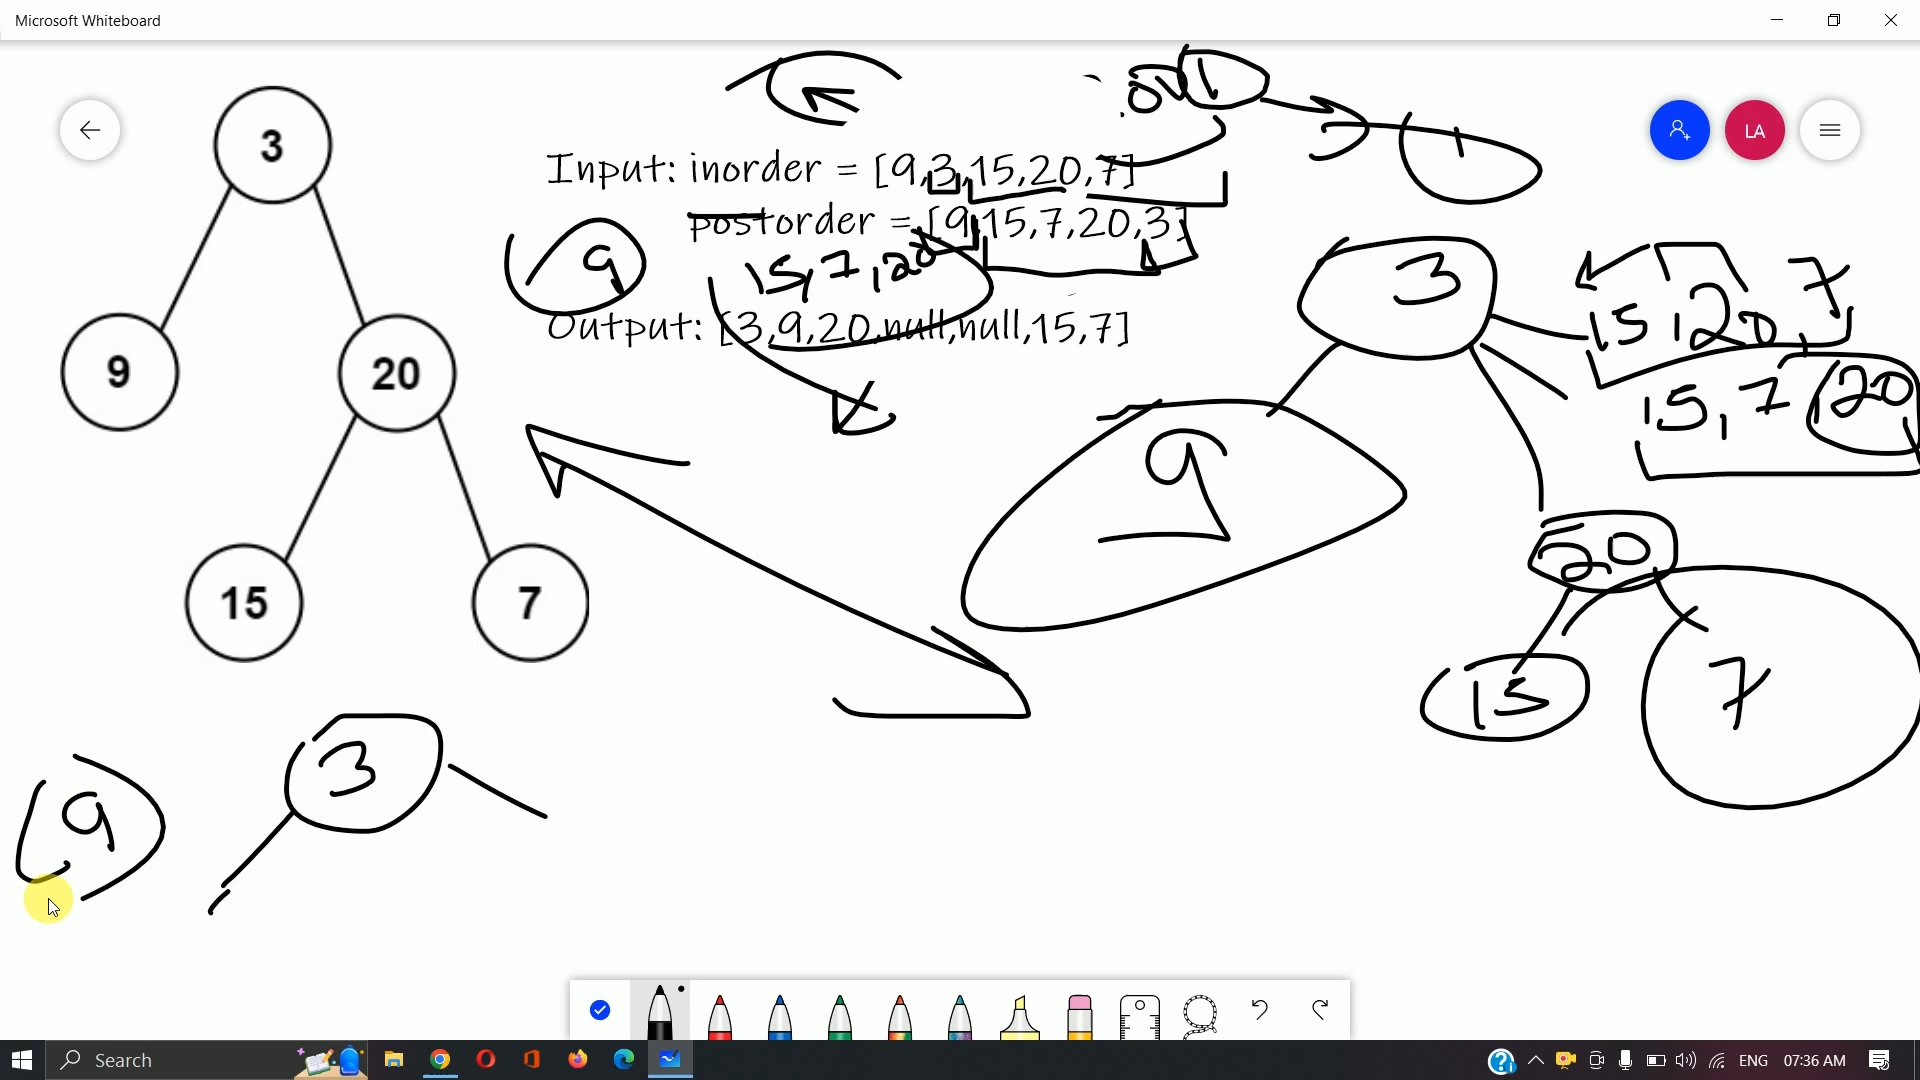 Microsoft Whiteboard
LA
3
9
20
15
7
Input: inorder = [9,3,15,20,7]
postorder = [9,15,7,20,3]
9
15,7,20
Output: [3,9,20,null,null,15,7]
3
15,20,7
15,7,20
9
20
15
7
3
9
Search
ENG
07:36 AM